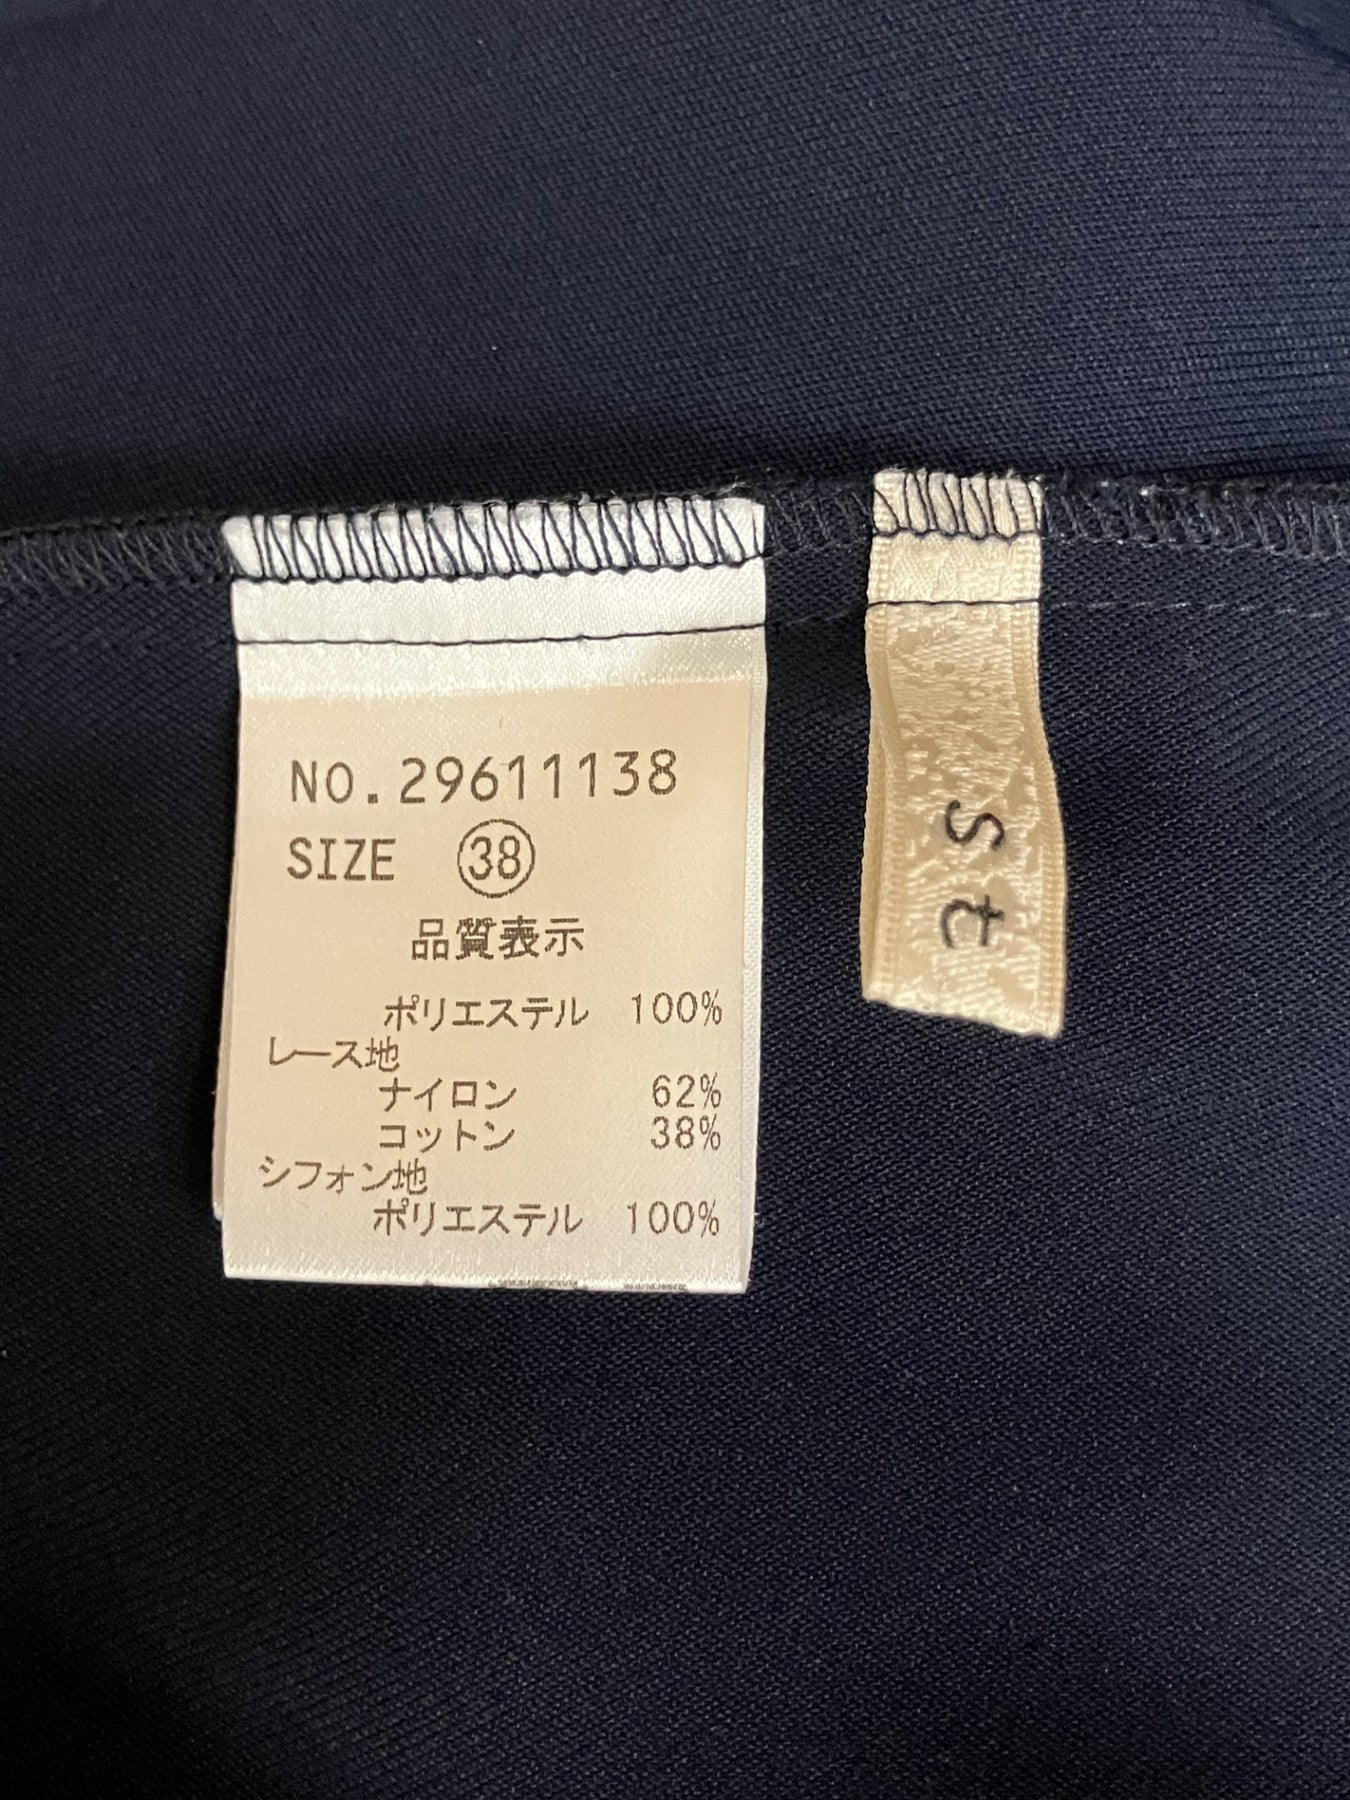 NO.29611138
SIZE 38
品質表示
ポリエステル 100%
レース地
ナイロン 62%
コットン 38%
シフォン地
ポリエステル 100%
st